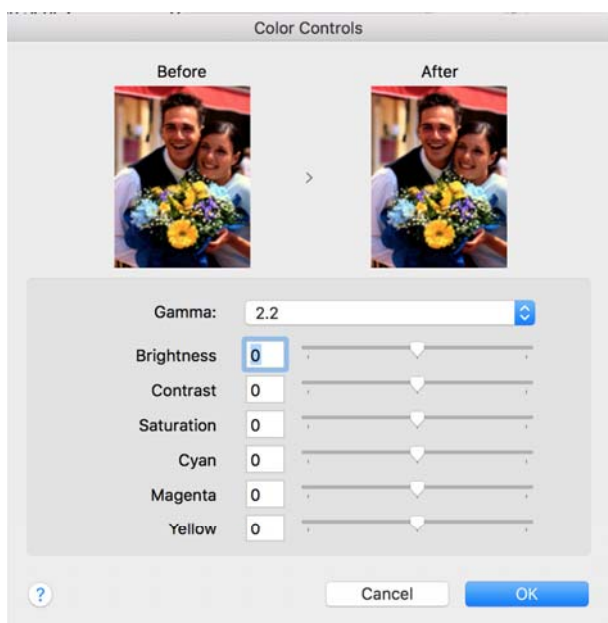 Color Controls
Before After
>
Gamma: 2.2
Brightness 0
Contrast 0
Saturation 0
Cyan 0
Magenta 0
Yellow 0
? Cancel OK